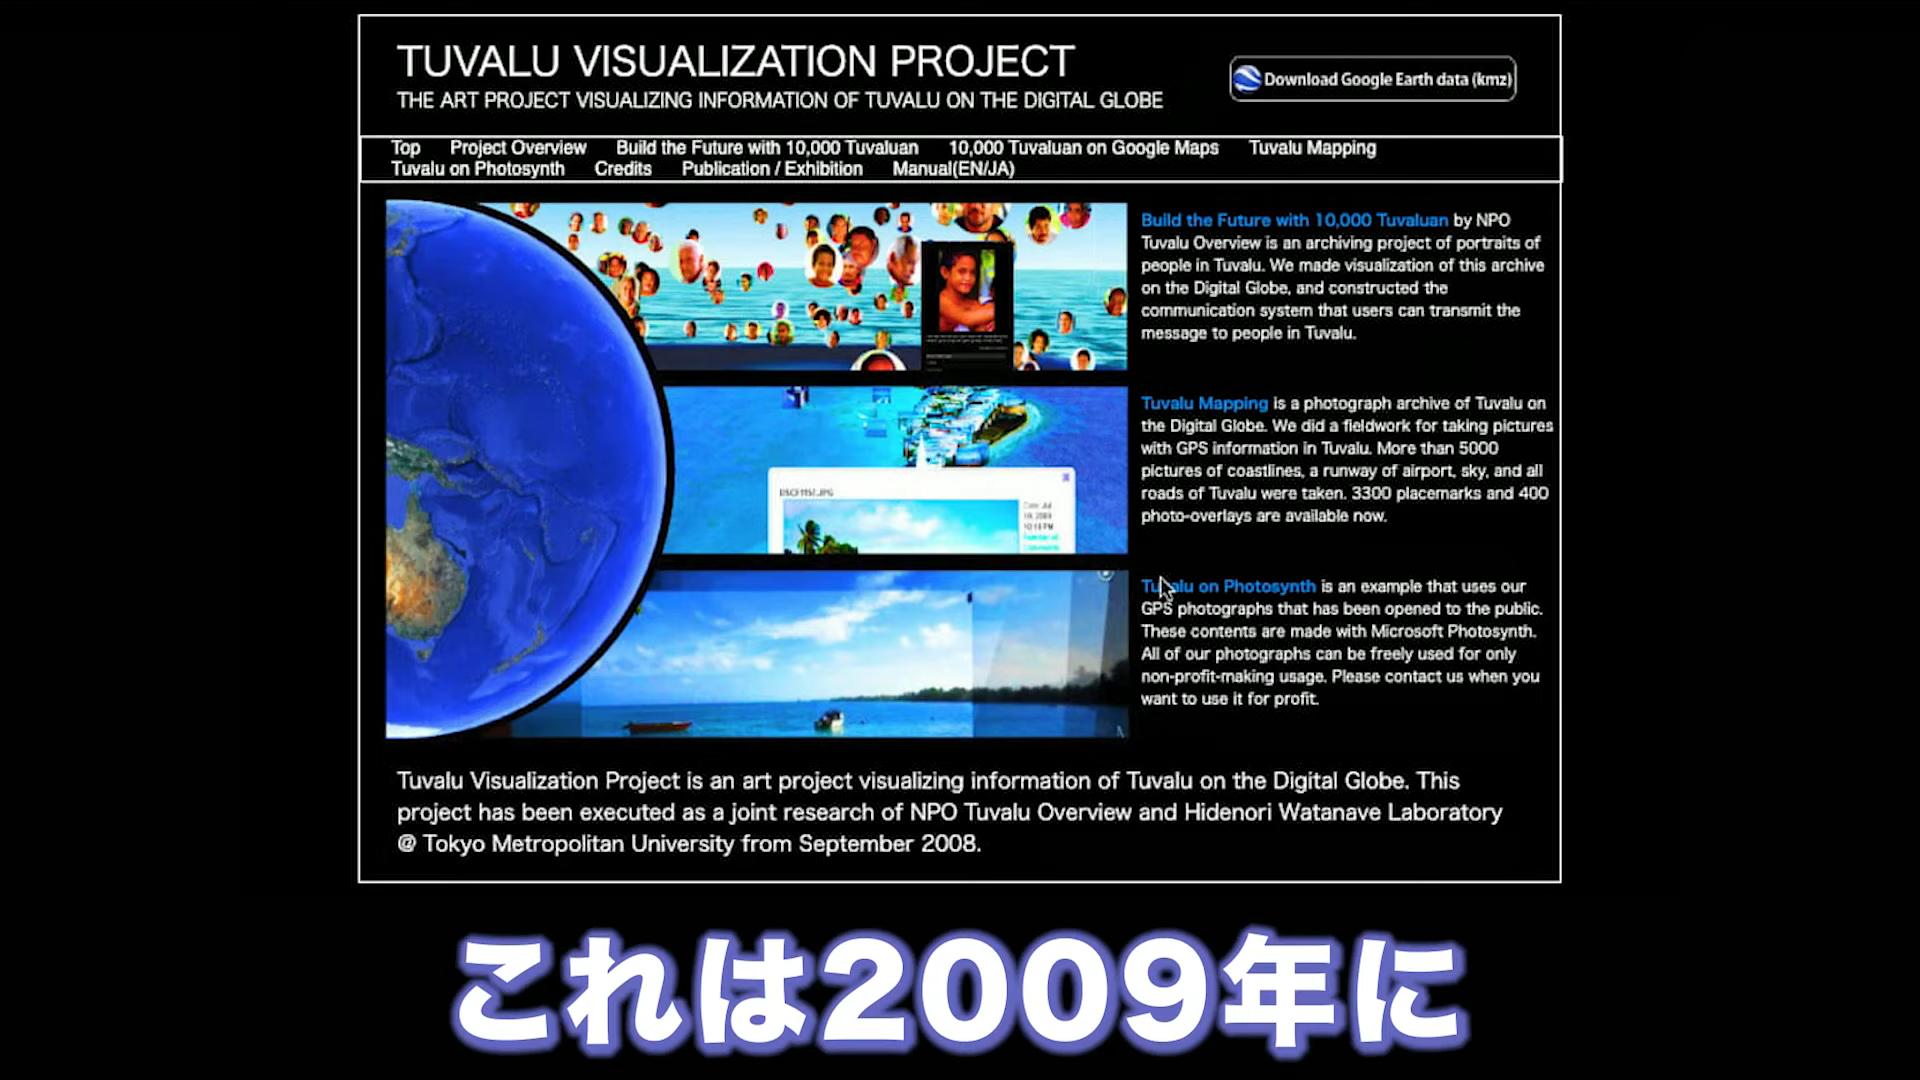 TUVALU VISUALIZATION PROJECT
THE ART PROJECT VISUALIZING INFORMATION OF TUVALU ON THE DIGITAL GLOBE
Download Google Earth data (kmz)
Top Project Overview Build the Future with 10,000 Tuvaluan 10,000 Tuvaluan on Google Maps Tuvalu Mapping
Tuvalu on Photosynth Credits Publication / Exhibition Manual(EN/JA)
Build the Future with 10,000 Tuvaluan by NPO
Tuvalu Overview is an archiving project of portraits of
people in Tuvalu. We made visualization of this archive
on the Digital Globe, and constructed the
communication system that users can transmit the
message to people in Tuvalu.
Tuvalu Mapping is a photograph archive of Tuvalu on
the Digital Globe. We did a fieldwork for taking pictures
with GPS information in Tuvalu. More than 5000
pictures of coastlines, a runway of airport, sky, and all
roads of Tuvalu were taken. 3300 placemarks and 400
photo-overlays are available now.
Tuvalu on Photosynth is an example that uses our
GPS photographs that has been opened to the public.
These contents are made with Microsoft Photosynth.
All of our photographs can be freely used for only
non-profit-making usage. Please contact us when you
want to use it for profit.
Tuvalu Visualization Project is an art project visualizing information of Tuvalu on the Digital Globe. This
project has been executed as a joint research of NPO Tuvalu Overview and Hidenori Watanave Laboratory
@ Tokyo Metropolitan University from September 2008.
これは2009年に